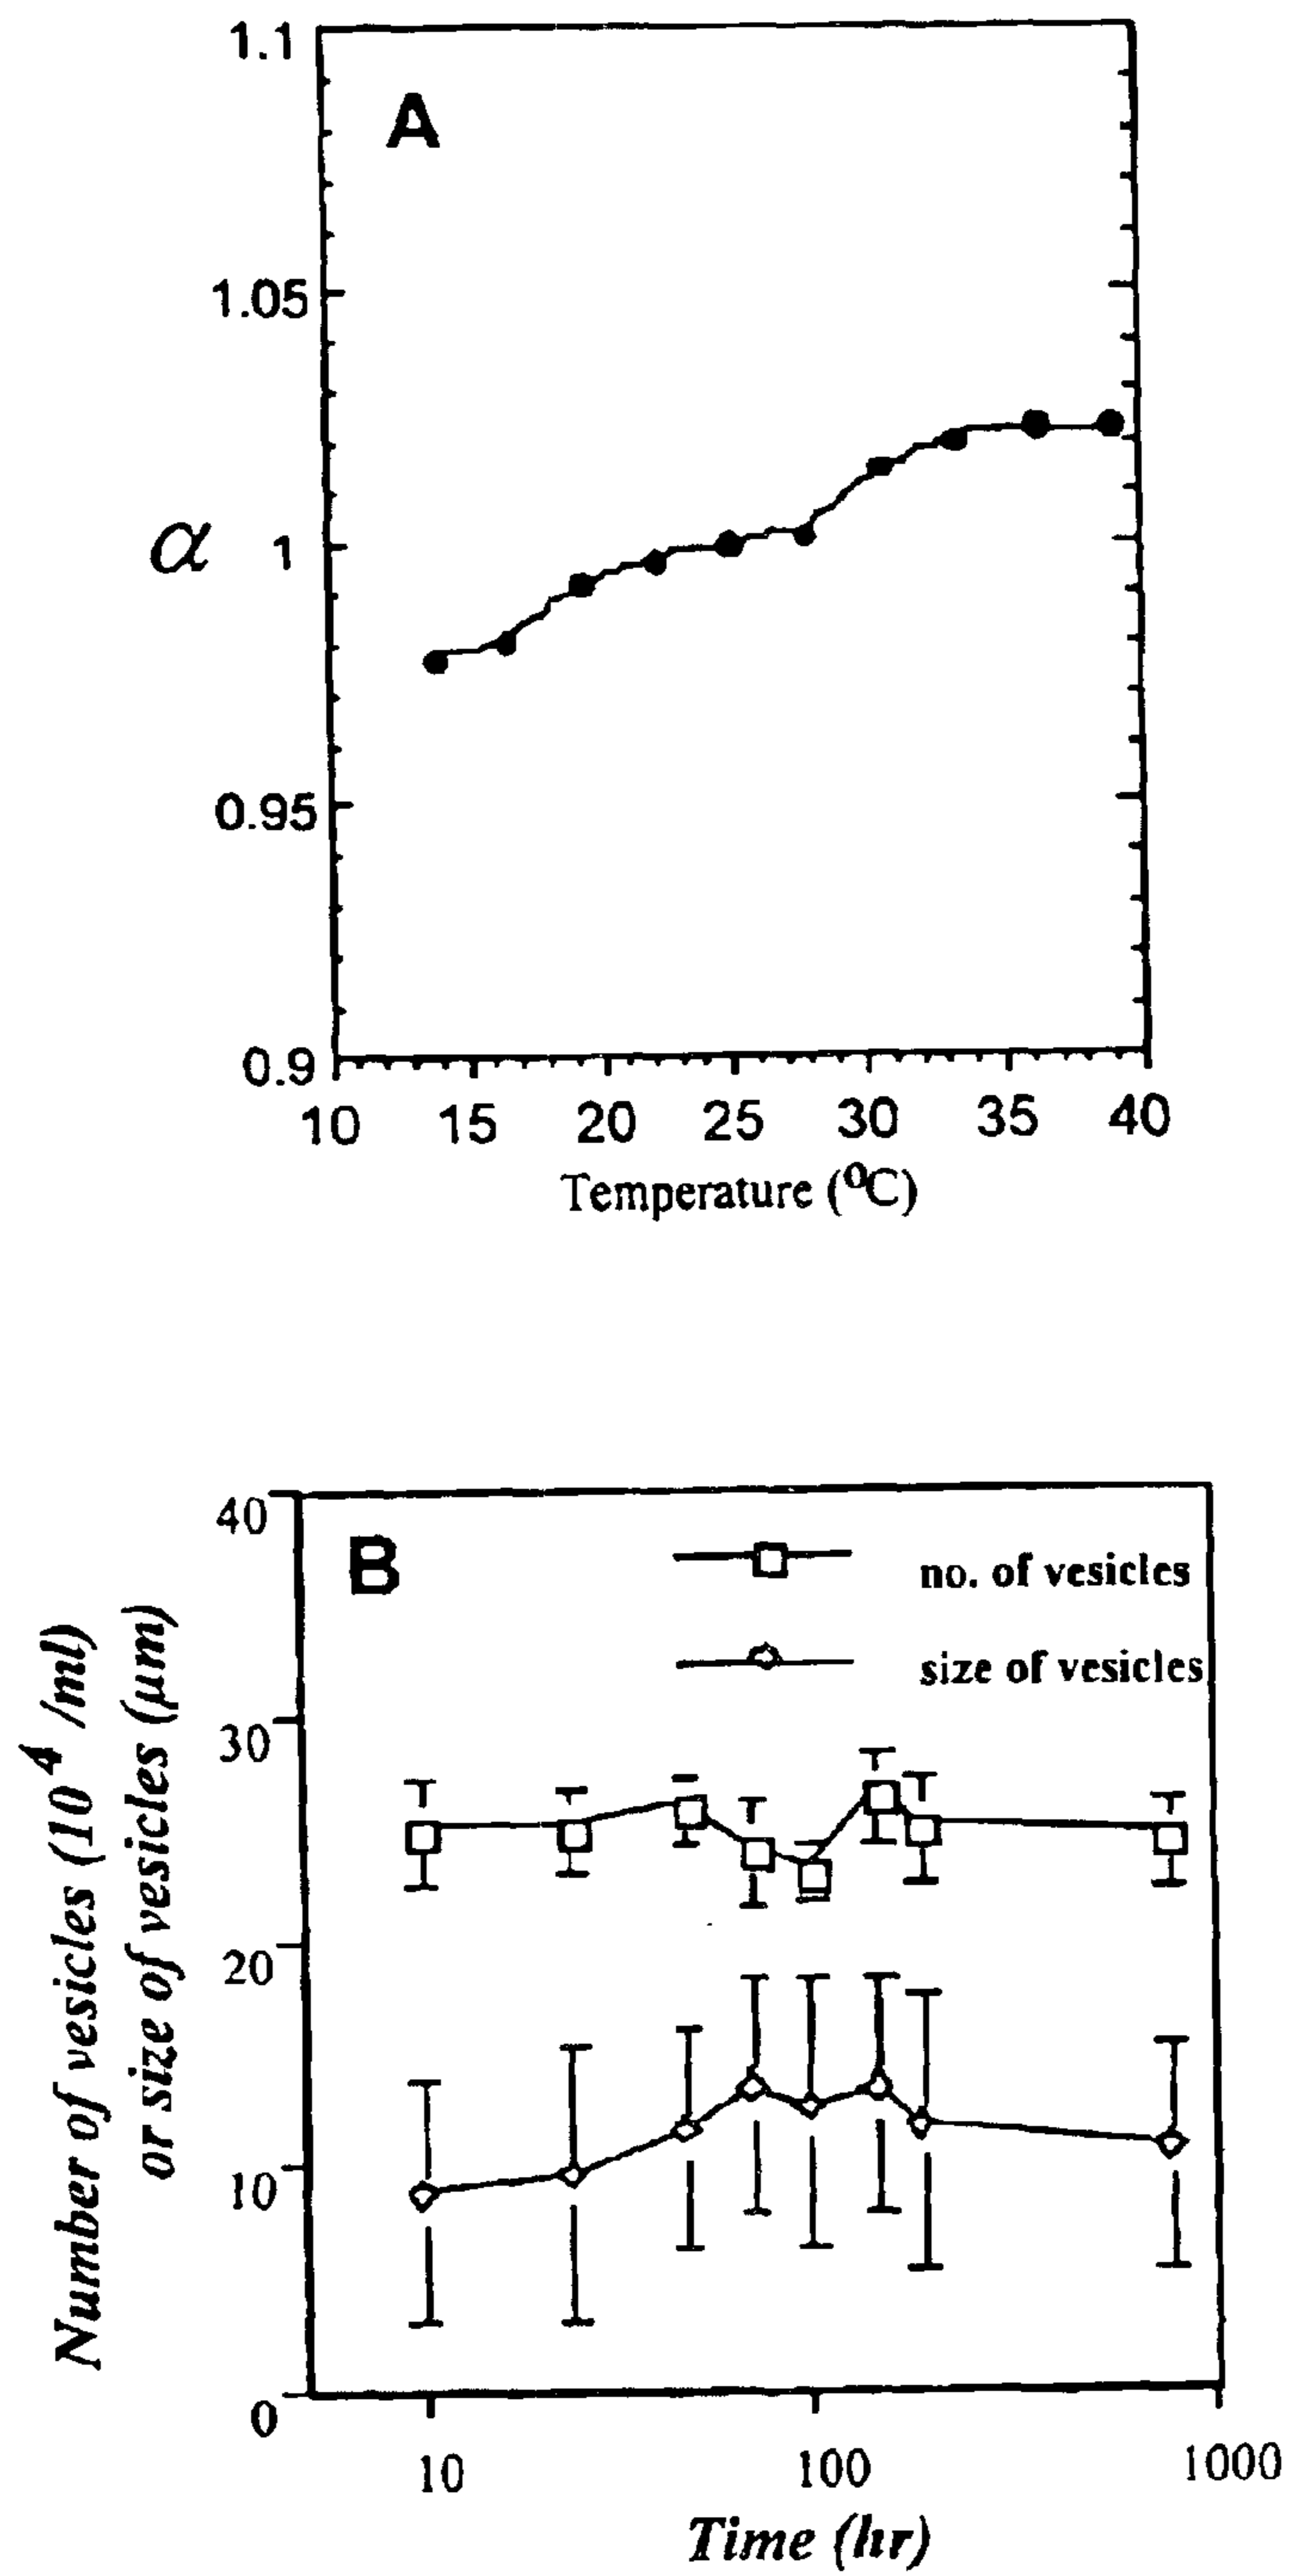 A
1.1
1.05
1
0.95
0.9
α
10 15 20 25 30 35 40
Temperature (⁰C)
B
no. of vesicles
size of vesicles
40
30
20
10
0
Number of vesicles (10⁴ /ml)
or size of vesicles (μm)
10 100 1000
Time (hr)